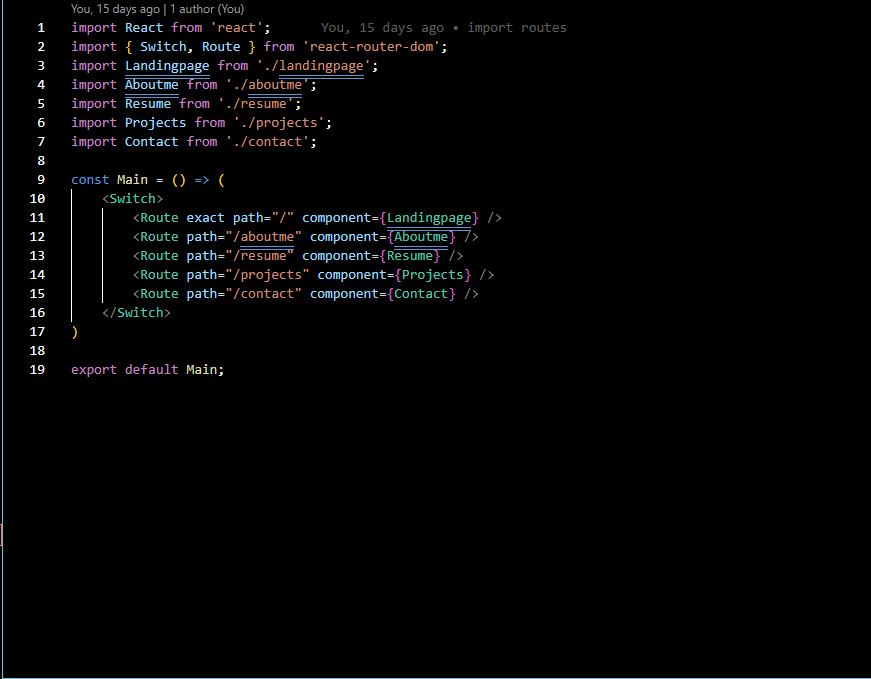 You, 15 days ago | 1 author (You)
1 import React from 'react'; You, 15 days ago • import routes
2 import { Switch, Route } from 'react-router-dom';
3 import Landingpage from './landingpage';
4 import Aboutme from './aboutme';
5 import Resume from './resume';
6 import Projects from './projects';
7 import Contact from './contact';
8
9 const Main = () => (
10 <Switch>
11 <Route exact path="/" component={Landingpage} />
12 <Route path="/aboutme" component={Aboutme} />
13 <Route path="/resume" component={Resume} />
14 <Route path="/projects" component={Projects} />
15 <Route path="/contact" component={Contact} />
16 </Switch>
17 )
18
19 export default Main;